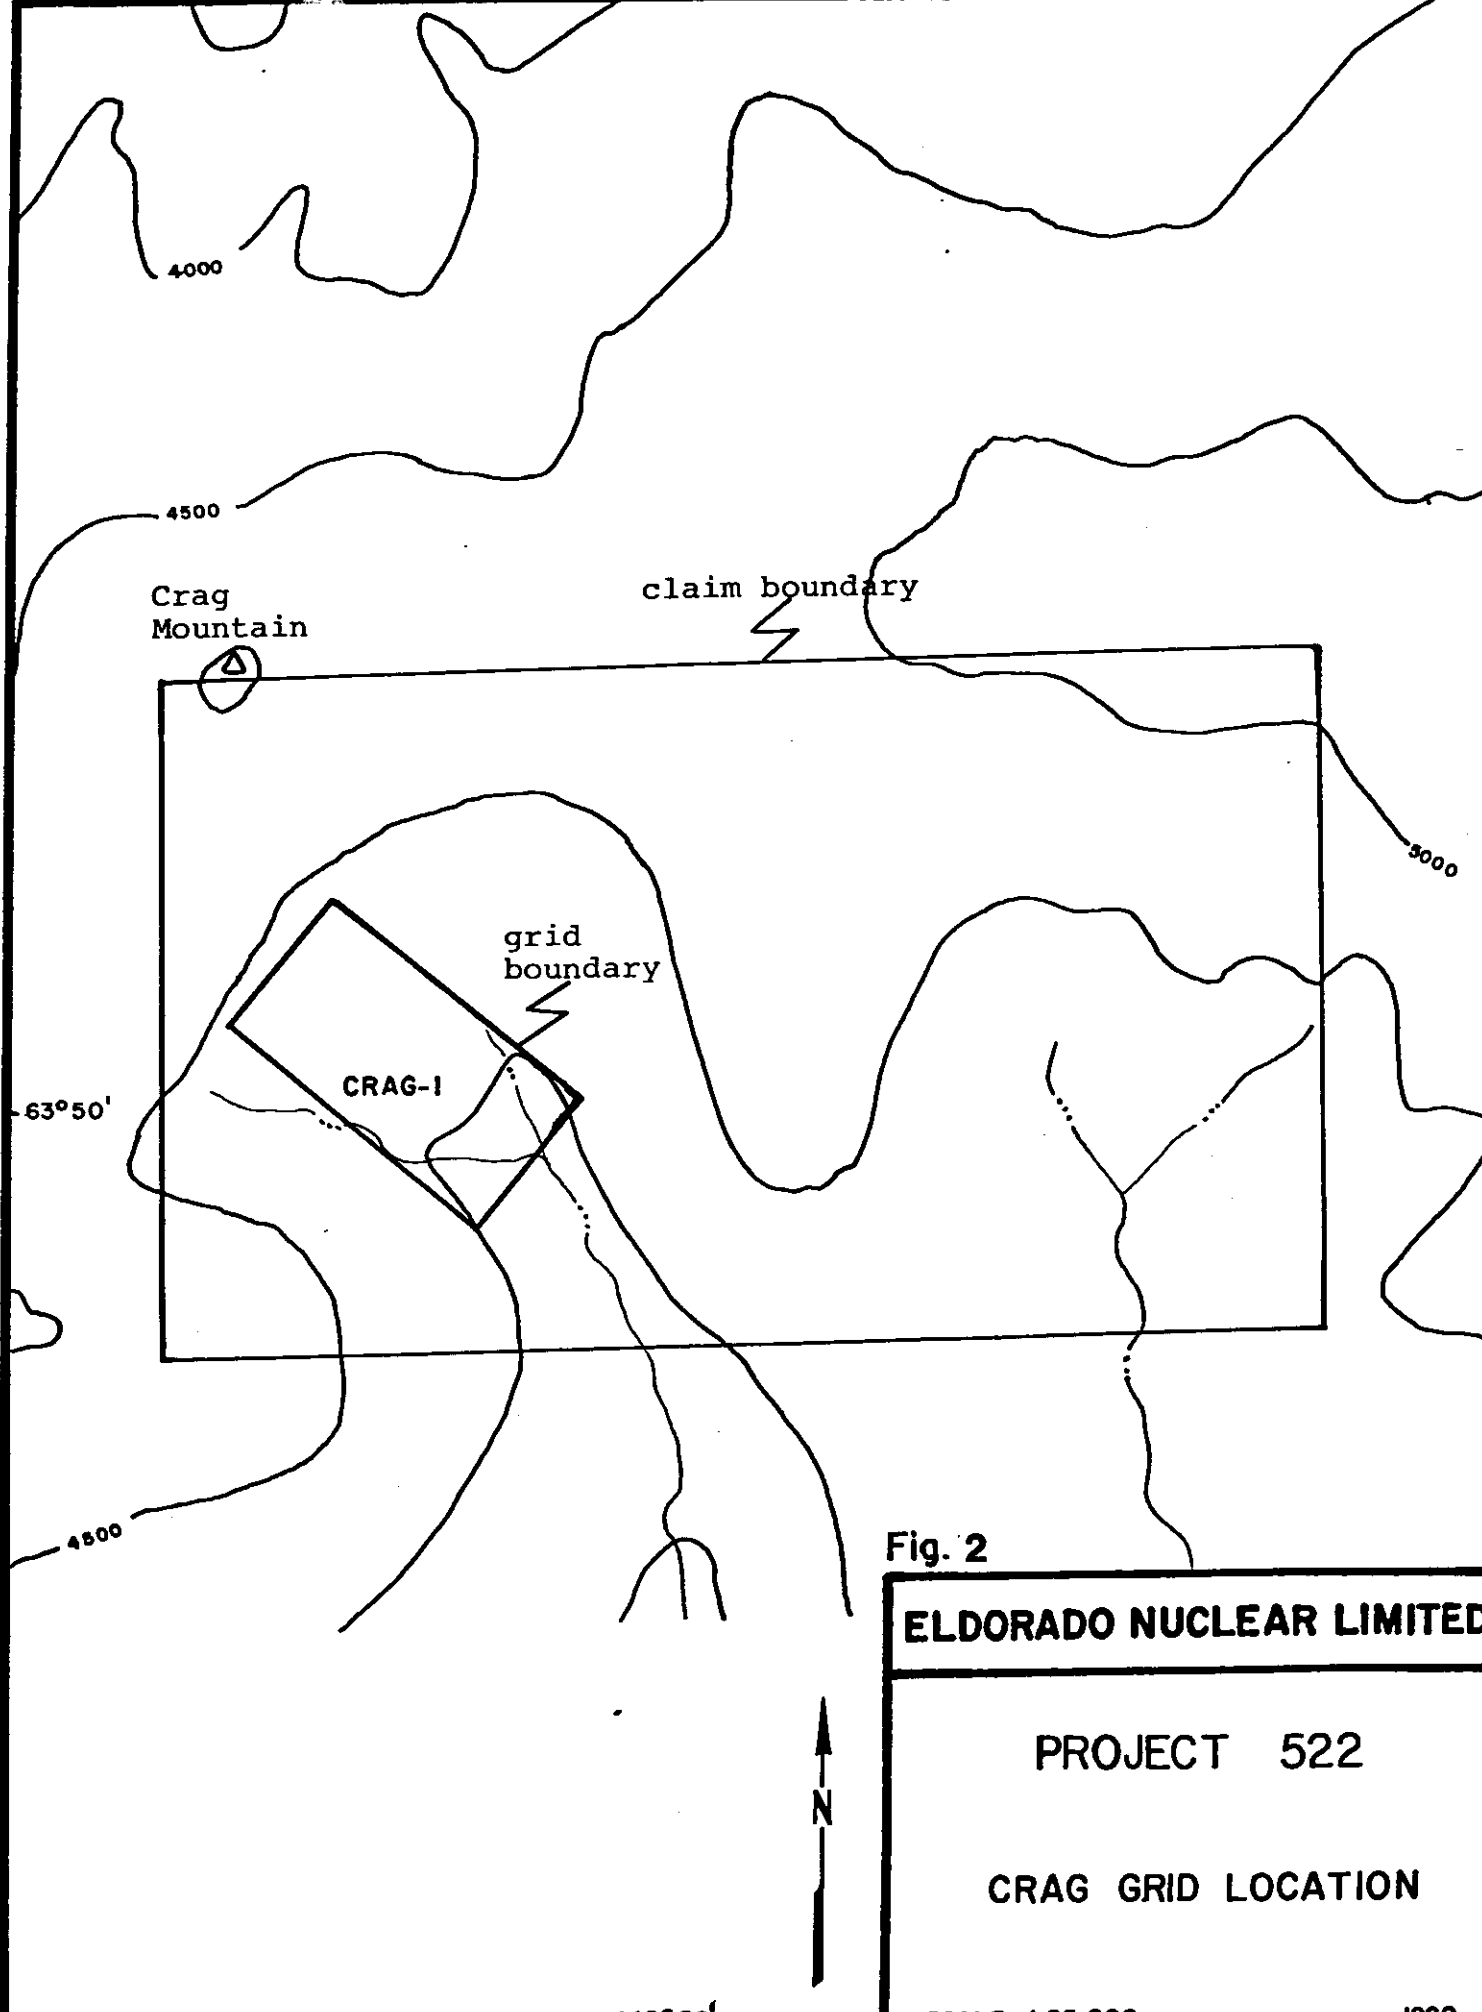 4000
4500
Crag
Mountain
claim boundary
5000
grid
boundary
CRAG-1
63°50'
4500
Fig. 2
ELDORADO NUCLEAR LIMITED
N
PROJECT 522
CRAG GRID LOCATION